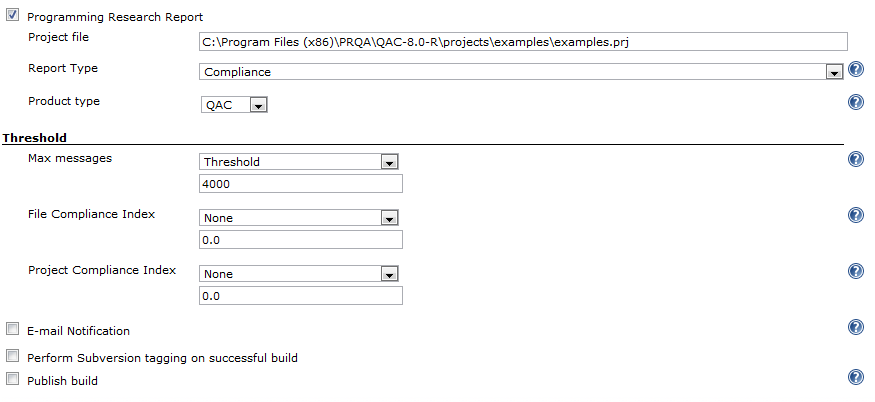 Programming Research Report
Project file
C:\Program Files (x86)\PRQA\QAC-8.0-R\projects\examples\examples.prj
Report Type
Compliance
?
Product type
QAC
?
Threshold
Max messages
Threshold
?
4000
File Compliance Index
None
?
0.0
Project Compliance Index
None
?
0.0
E-mail Notification
?
Perform Subversion tagging on successful build
Publish build
?